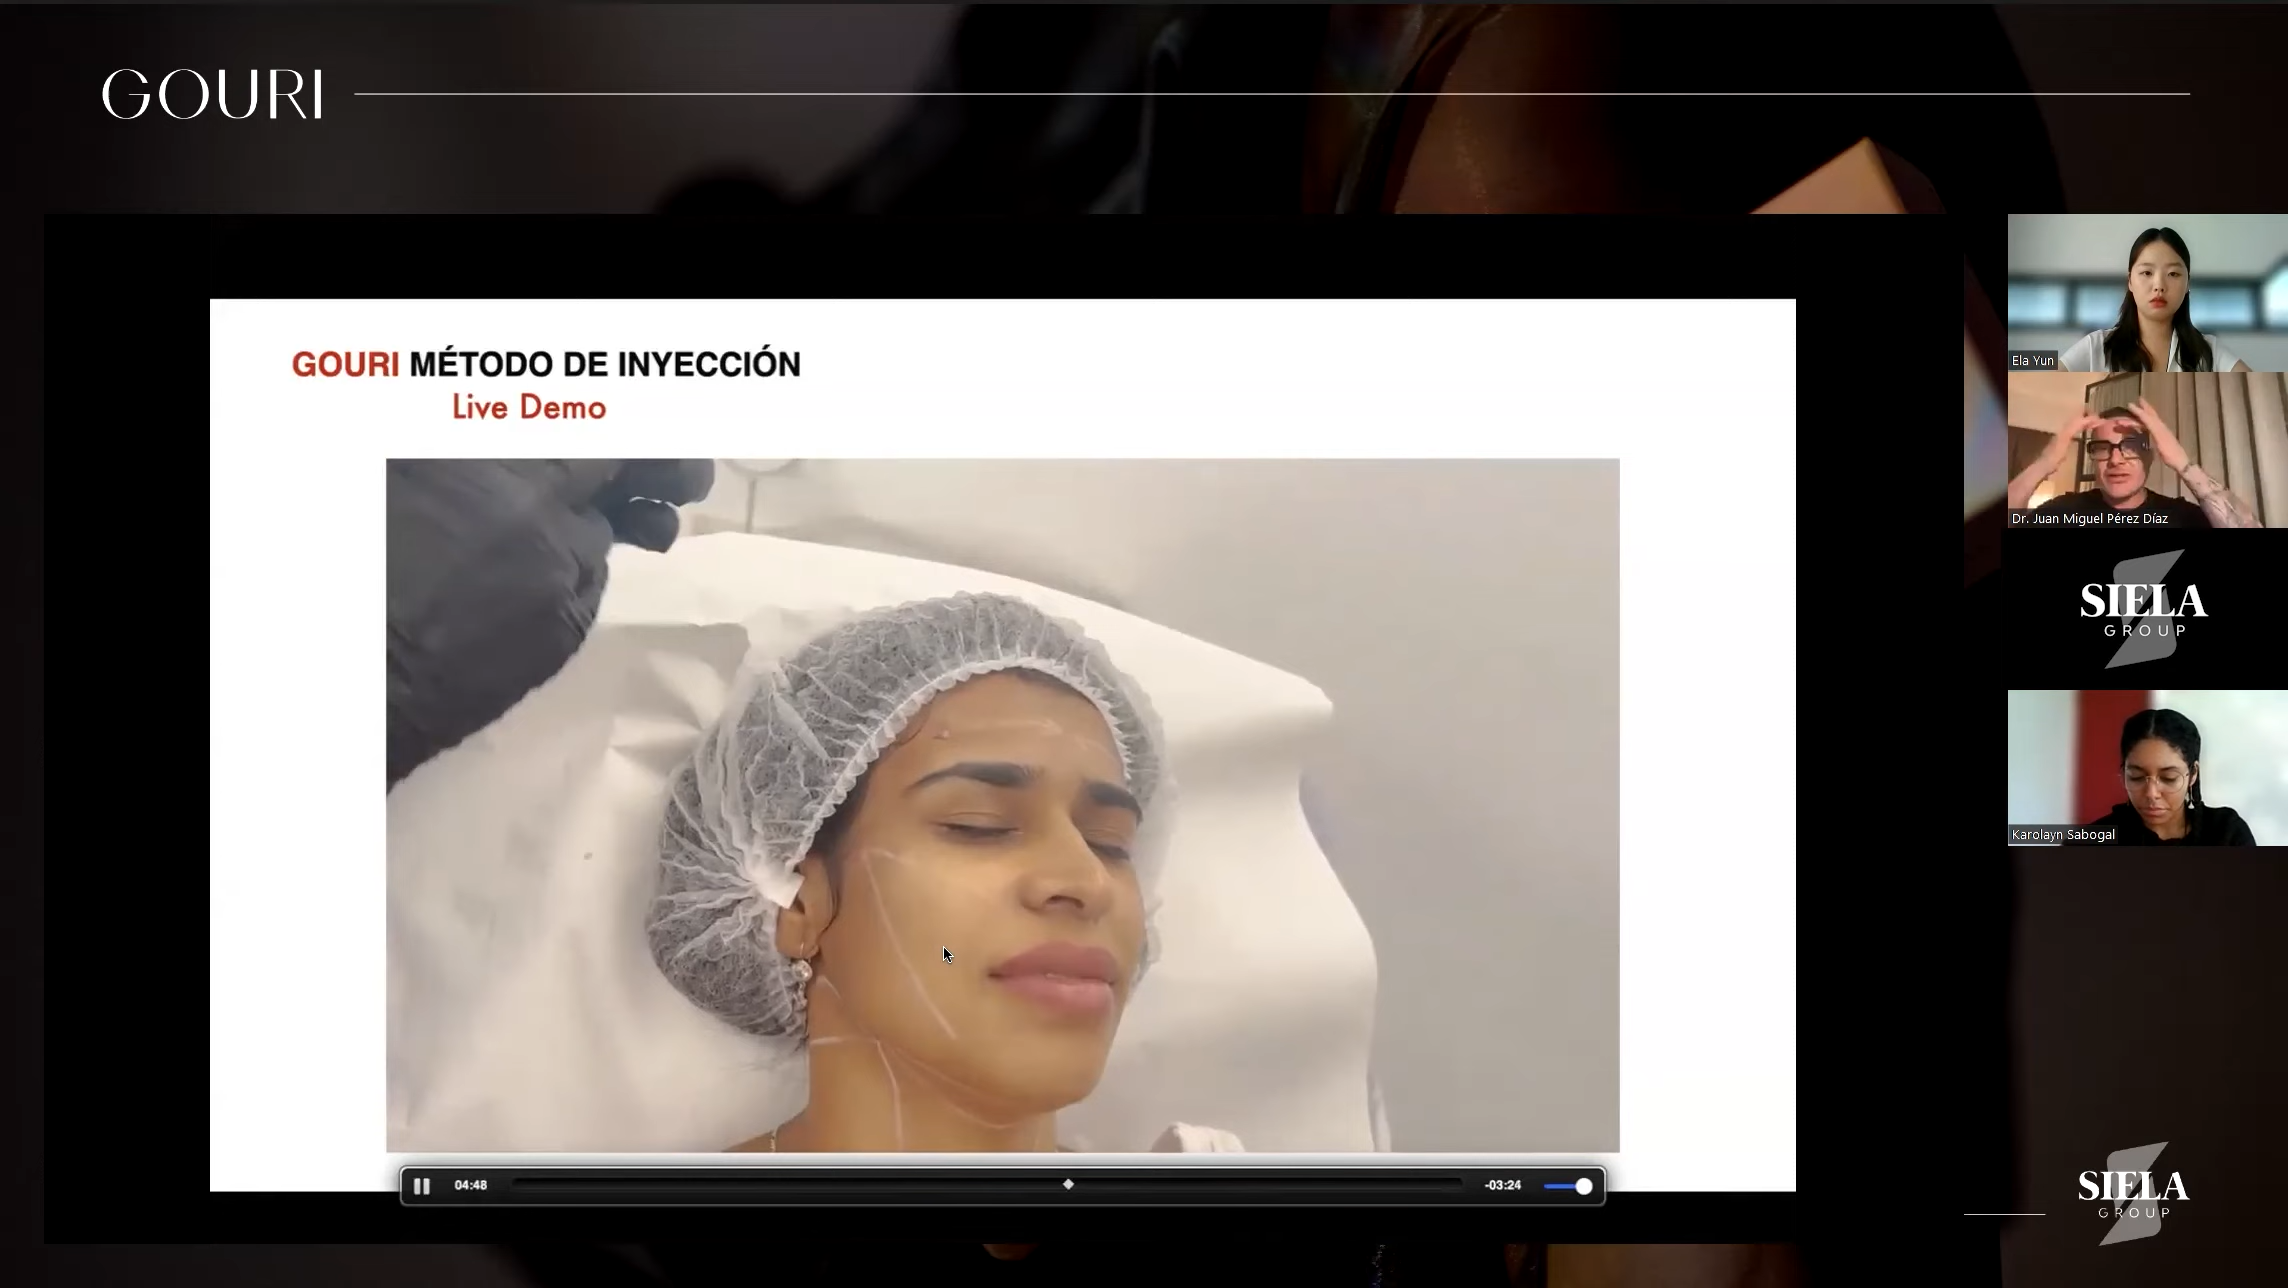 GOURI
GOURI MÉTODO DE INYECCIÓN
Live Demo
04:48
-03:24
Ela Yun
Dr. Juan Miguel Pérez Díaz
SIELA
GROUP
Karolayn Sabogal
SIELA
GROUP